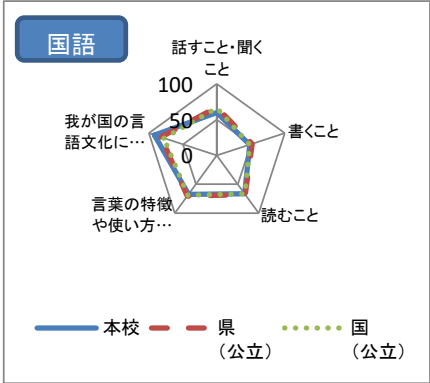 国語
話すこと・聞く
こと
100
50
0
我が国の言
語文化に…
書くこと
言葉の特徴
や使い方…
読むこと
本校
県
（公立）
国
（公立）